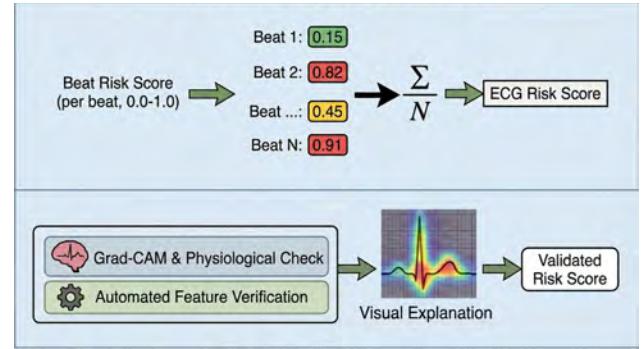 Beat Risk Score
(per beat, 0.0-1.0)
Beat 1: 0.15
Beat 2: 0.82
Beat ...: 0.45
Beat N: 0.91
Σ
N
ECG Risk Score
Grad-CAM & Physiological Check
Automated Feature Verification
Visual Explanation
Validated
Risk Score